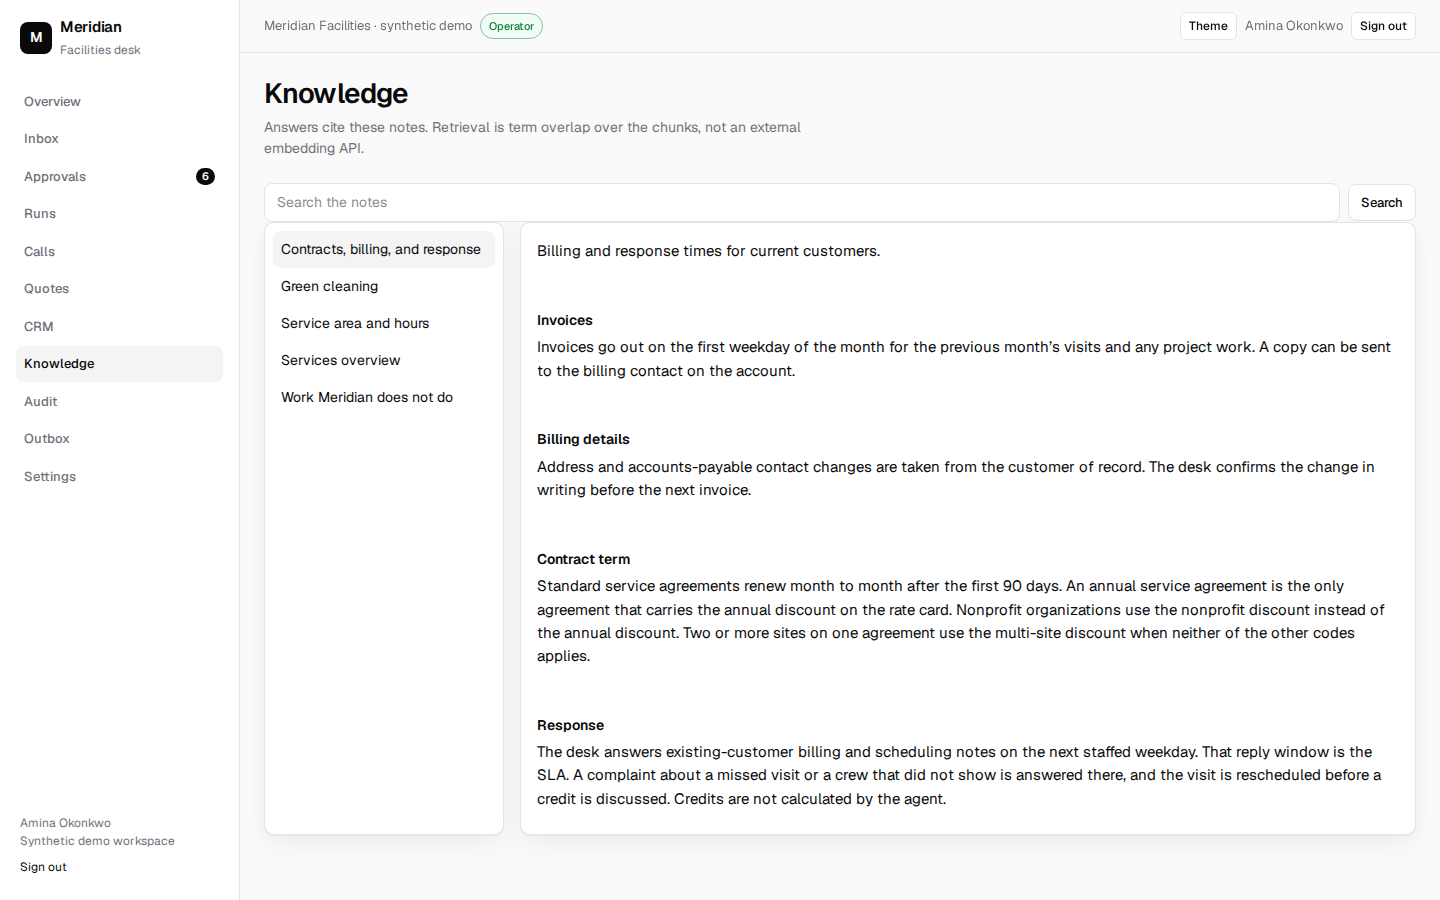 M
Meridian
Facilities desk
Overview
Inbox
Approvals 6
Runs
Calls
Quotes
CRM
Knowledge
Audit
Outbox
Settings
Amina Okonkwo
Synthetic demo workspace
Sign out
Meridian Facilities · synthetic demo Operator
Theme Amina Okonkwo Sign out
Knowledge
Answers cite these notes. Retrieval is term overlap over the chunks, not an external
embedding API.
Search the notes Search
Contracts, billing, and response
Green cleaning
Service area and hours
Services overview
Work Meridian does not do
Billing and response times for current customers.
Invoices
Invoices go out on the first weekday of the month for the previous month’s visits and any project work. A copy can be sent
to the billing contact on the account.
Billing details
Address and accounts-payable contact changes are taken from the customer of record. The desk confirms the change in
writing before the next invoice.
Contract term
Standard service agreements renew month to month after the first 90 days. An annual service agreement is the only
agreement that carries the annual discount on the rate card. Nonprofit organizations use the nonprofit discount instead of
the annual discount. Two or more sites on one agreement use the multi-site discount when neither of the other codes
applies.
Response
The desk answers existing-customer billing and scheduling notes on the next staffed weekday. That reply window is the
SLA. A complaint about a missed visit or a crew that did not show is answered there, and the visit is rescheduled before a
credit is discussed. Credits are not calculated by the agent.